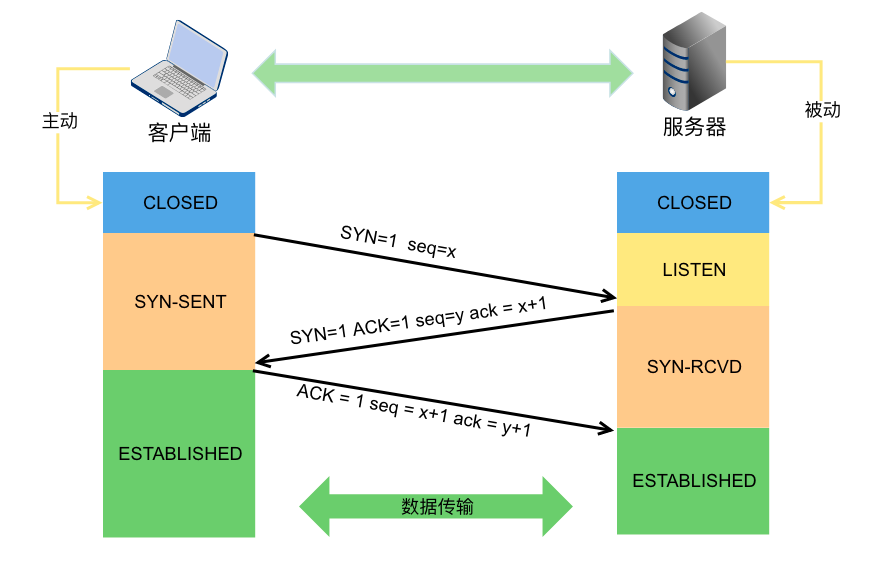 主动
客户端
服务器
被动
CLOSED
CLOSED
SYN=1 seq=x
LISTEN
SYN-SENT
SYN=1 ACK=1 seq=y ack = x+1
SYN-RCVD
ACK = 1 seq = x+1 ack = y+1
ESTABLISHED
ESTABLISHED
数据传输